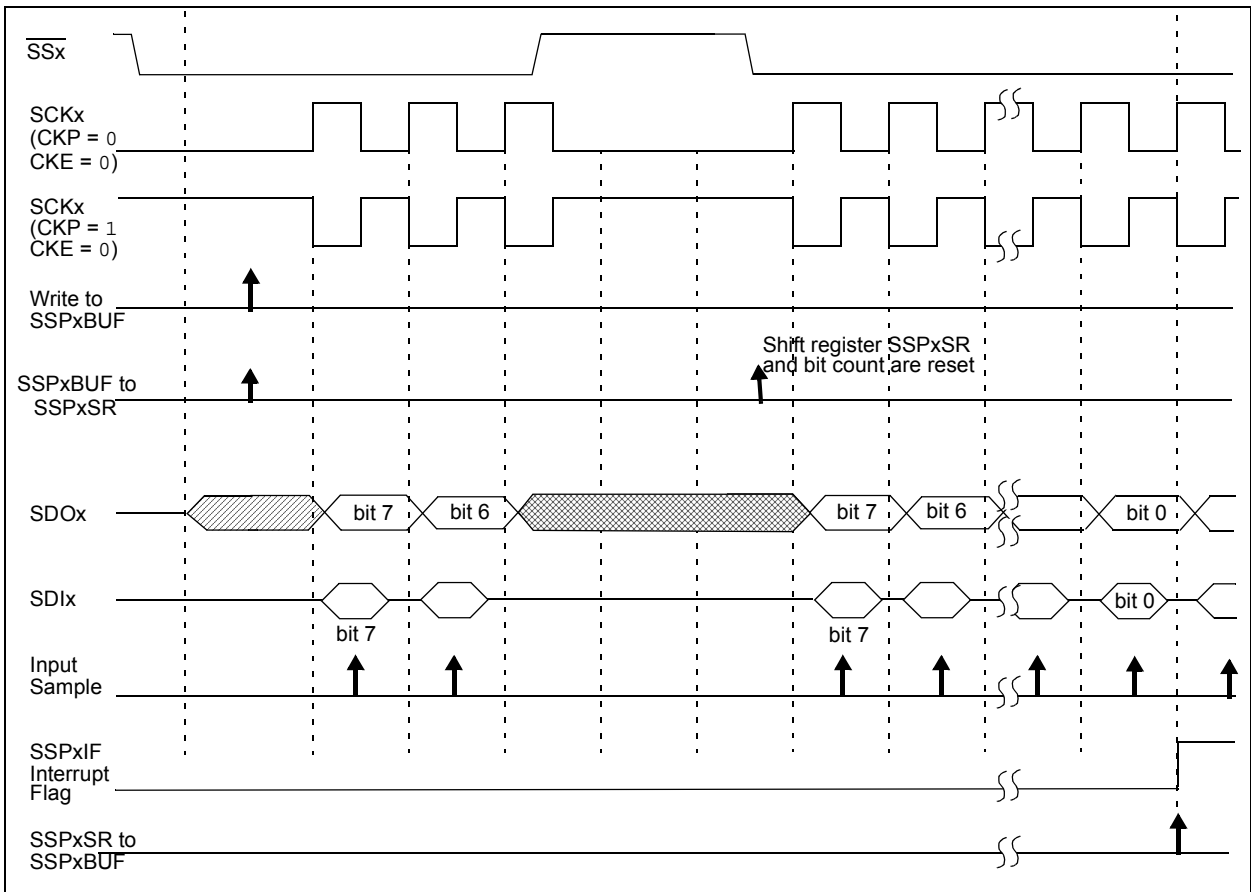 SSx
SCKx
(CKP = 0
CKE = 0)
SCKx
(CKP = 1
CKE = 0)
Write to
SSPxBUF
Shift register SSPxSR
and bit count are reset
SSPxBUF to
SSPxSR
SDOx
bit 7
bit 6
bit 7
bit 6
bit 0
SDIx
bit 0
bit 7
bit 7
Input
Sample
SSPxIF
Interrupt
Flag
SSPxSR to
SSPxBUF